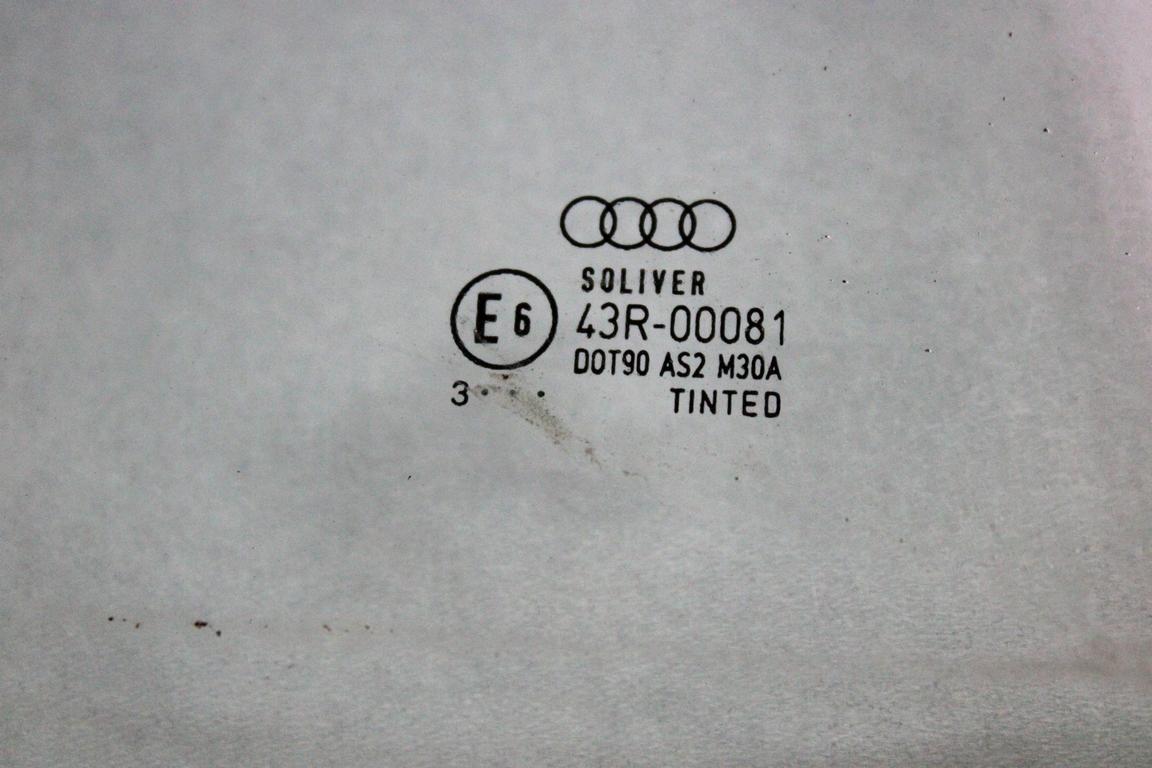 SOLIVER
E 6
43R-00081
DOT90 AS2 M30A
TINTED
3 . . .